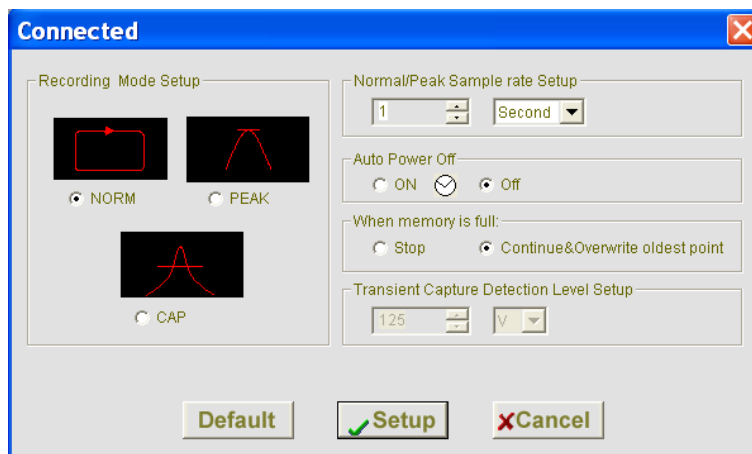 Connected
Recording Mode Setup
NORM
PEAK
CAP
Normal/Peak Sample rate Setup
1
Second
Auto Power Off
ON
Off
When memory is full:
Stop
Continue&Overwrite oldest point
Transient Capture Detection Level Setup
125
V
Default
Setup
Cancel